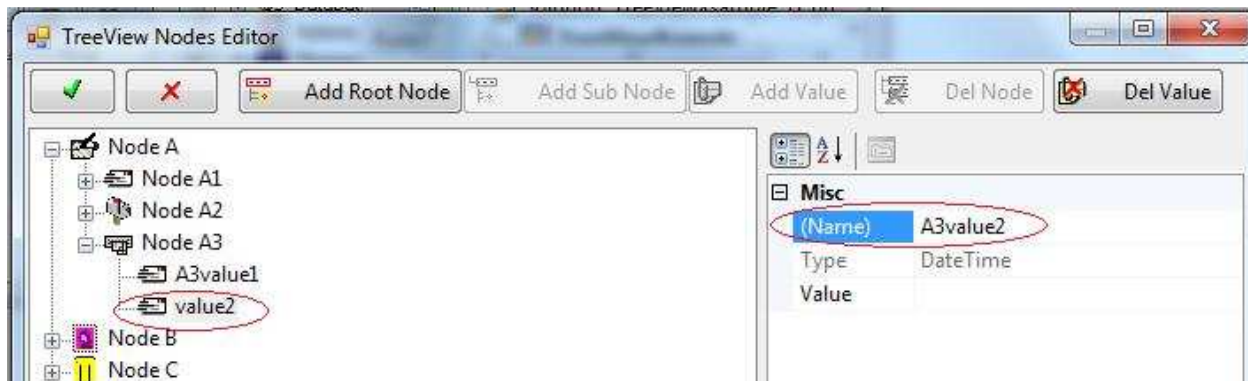 TreeView Nodes Editor
Add Root Node Add Sub Node Add Value Del Node Del Value
Node A
Node A1
Node A2
Node A3
A3value1
value2
Node B
Node C
A
Z
Misc
(Name) A3value2
Type DateTime
Value